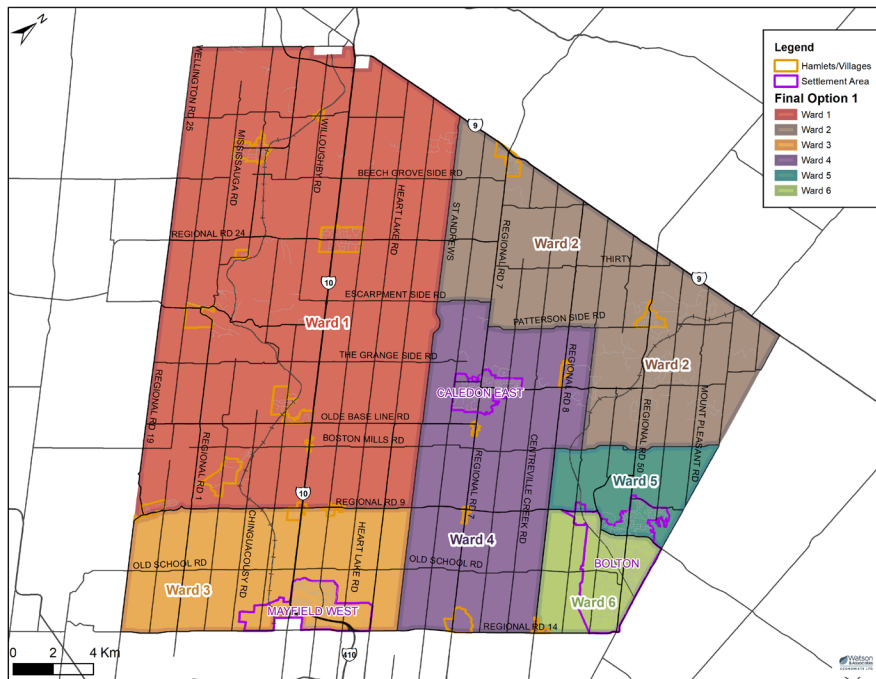 N
Legend
Hamlets/Villages
Settlement Area
Final Option 1
Ward 1
Ward 2
Ward 3
Ward 4
Ward 5
Ward 6
WELLINGTON RD 25
MISSISSAUGA RD
WILLOUGHBY RD
9
BEECH GROVE SIDE RD
HEART LAKE RD
ST ANDREWS
REGIONAL RD 7
REGIONAL RD 24
Ward 2
THIRTY
9
10
ESCARPMENT SIDE RD
Ward 1
PATTERSON SIDE RD
THE GRANGE SIDE RD
REGIONAL RD 8
Ward 2
REGIONAL RD 19
CALEDON EAST
MOUNT PLEASANT RD
OLDE BASE LINE RD
BOSTON MILLS RD
REGIONAL RD 1
REGIONAL RD 7
CENTREVILLE CREEK RD
REGIONAL RD 50
Ward 5
10
REGIONAL RD 9
CHINGUACOUSY RD
HEART LAKE RD
Ward 4
OLD SCHOOL RD
OLD SCHOOL RD
BOLTON
Ward 3
Ward 6
MAYFIELD WEST
REGIONAL RD 14
410
0 2 4 Km
Watson
& Associates
ECONOMISTS LTD.